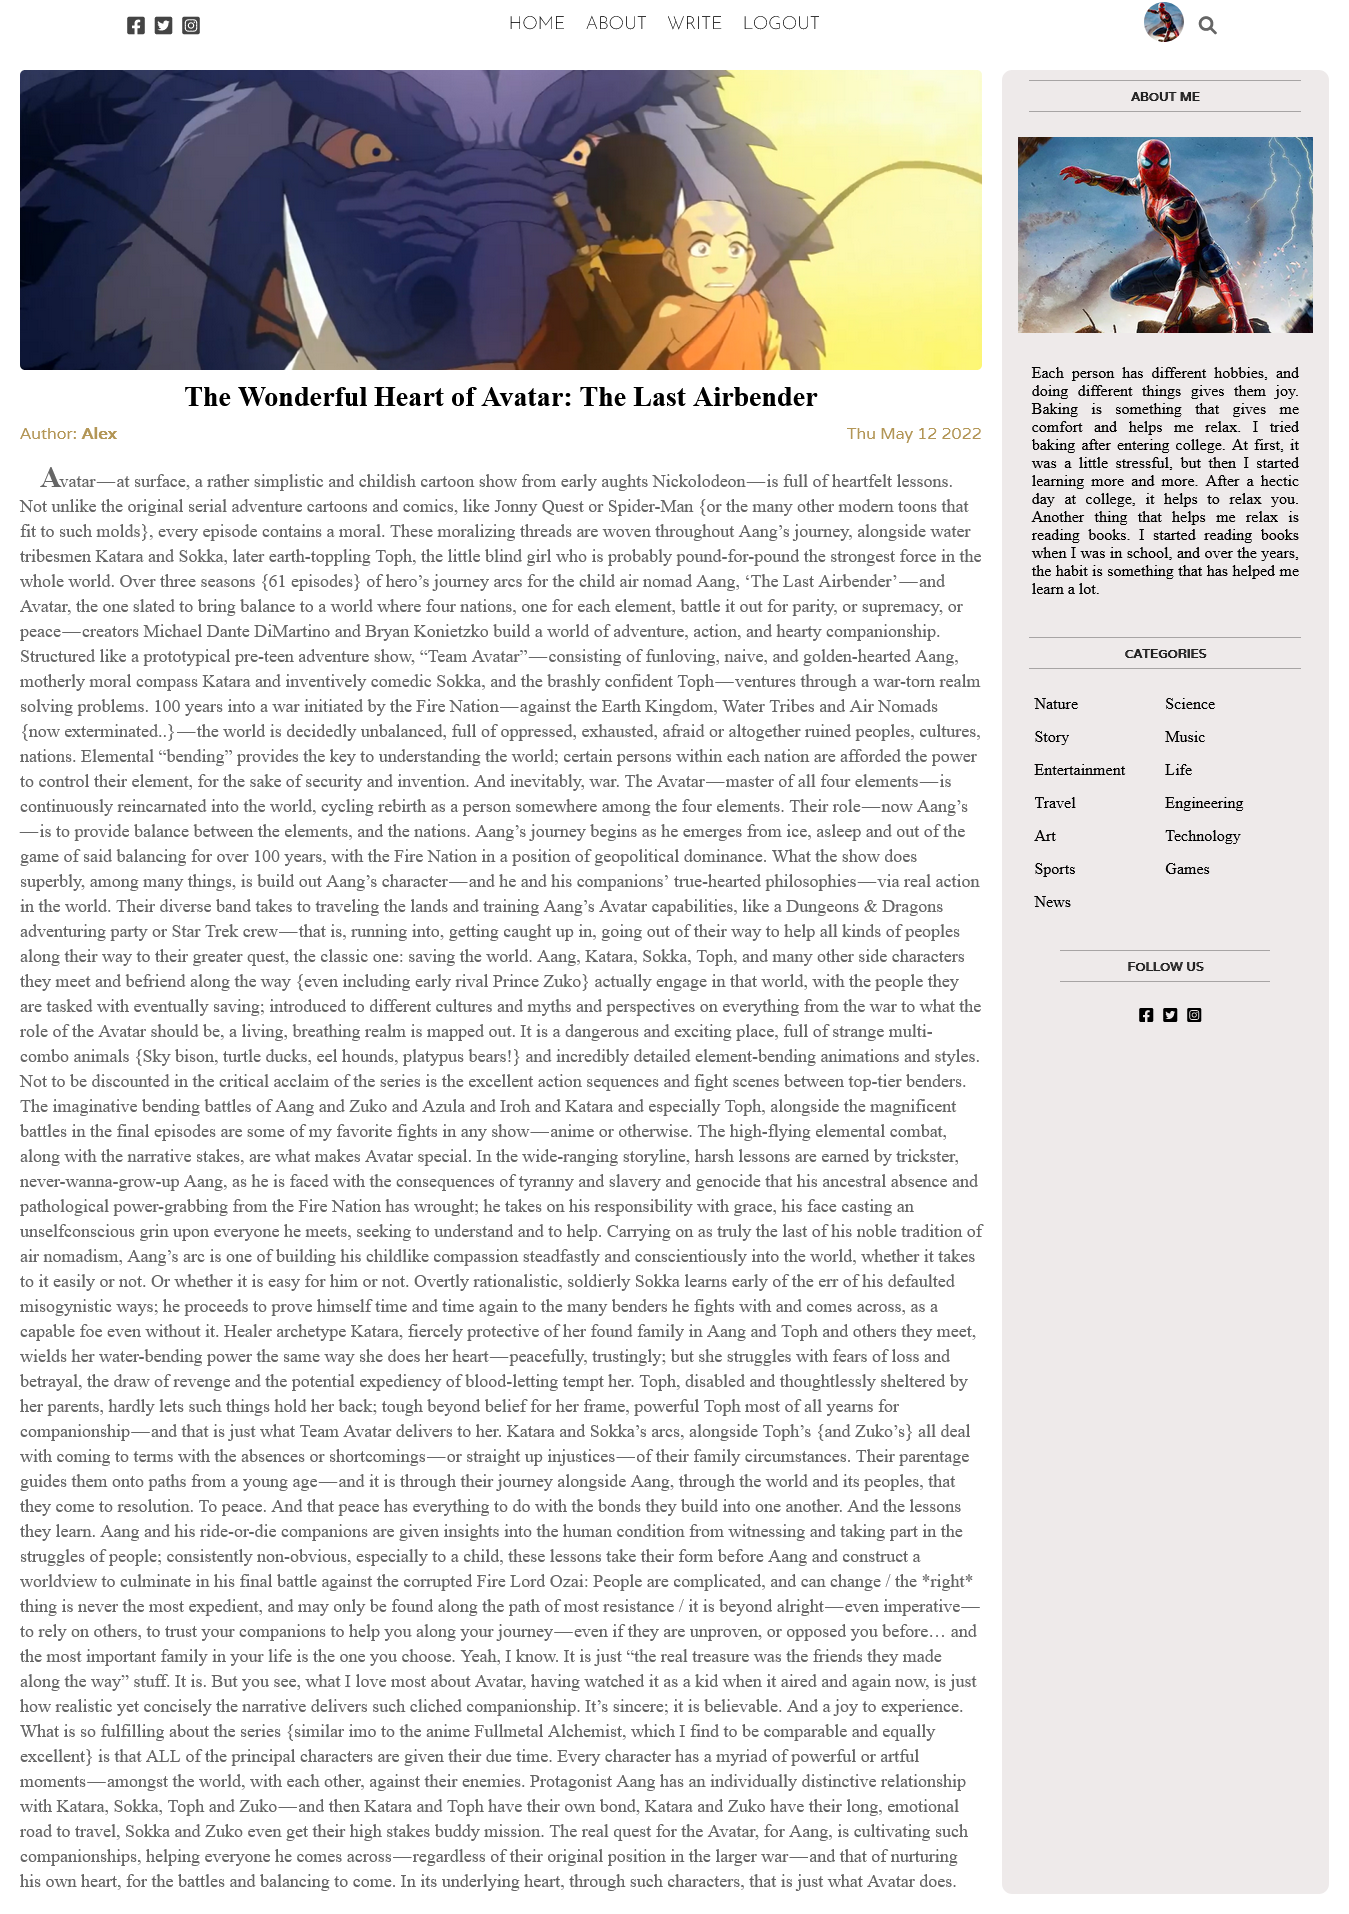 HOME ABOUT WRITE LOGOUT
The Wonderful Heart of Avatar: The Last Airbender
Author: Alex
Thu May 12 2022
Avatar — at surface, a rather simplistic and childish cartoon show from early aughts Nickolodeon — is full of heartfelt lessons.
Not unlike the original serial adventure cartoons and comics, like Jonny Quest or Spider-Man {or the many other modern toons that
fit to such molds}, every episode contains a moral. These moralizing threads are woven throughout Aang’s journey, alongside water
tribesmen Katara and Sokka, later earth-toppling Toph, the little blind girl who is probably pound-for-pound the strongest force in the
whole world. Over three seasons {61 episodes} of hero’s journey arcs for the child air nomad Aang, ‘The Last Airbender’ — and
Avatar, the one slated to bring balance to a world where four nations, one for each element, battle it out for parity, or supremacy, or
peace — creators Michael Dante DiMartino and Bryan Konietzko build a world of adventure, action, and hearty companionship.
Structured like a prototypical pre-teen adventure show, “Team Avatar” — consisting of funloving, naive, and golden-hearted Aang,
motherly moral compass Katara and inventively comedic Sokka, and the brashly confident Toph — ventures through a war-torn realm
solving problems. 100 years into a war initiated by the Fire Nation — against the Earth Kingdom, Water Tribes and Air Nomads
{now exterminated..} — the world is decidedly unbalanced, full of oppressed, exhausted, afraid or altogether ruined peoples, cultures,
nations. Elemental “bending” provides the key to understanding the world; certain persons within each nation are afforded the power
to control their element, for the sake of security and invention. And inevitably, war. The Avatar — master of all four elements — is
continuously reincarnated into the world, cycling rebirth as a person somewhere among the four elements. Their role — now Aang’s
— is to provide balance between the elements, and the nations. Aang’s journey begins as he emerges from ice, asleep and out of the
game of said balancing for over 100 years, with the Fire Nation in a position of geopolitical dominance. What the show does
superbly, among many things, is build out Aang’s character — and he and his companions’ true-hearted philosophies — via real action
in the world. Their diverse band takes to traveling the lands and training Aang’s Avatar capabilities, like a Dungeons & Dragons
adventuring party or Star Trek crew — that is, running into, getting caught up in, going out of their way to help all kinds of peoples
along their way to their greater quest, the classic one: saving the world. Aang, Katara, Sokka, Toph, and many other side characters
they meet and befriend along the way {even including early rival Prince Zuko} actually engage in that world, with the people they
are tasked with eventually saving; introduced to different cultures and myths and perspectives on everything from the war to what the
role of the Avatar should be, a living, breathing realm is mapped out. It is a dangerous and exciting place, full of strange multi-
combo animals {Sky bison, turtle ducks, eel hounds, platypus bears!} and incredibly detailed element-bending animations and styles.
Not to be discounted in the critical acclaim of the series is the excellent action sequences and fight scenes between top-tier benders.
The imaginative bending battles of Aang and Zuko and Azula and Iroh and Katara and especially Toph, alongside the magnificent
battles in the final episodes are some of my favorite fights in any show — anime or otherwise. The high-flying elemental combat,
along with the narrative stakes, are what makes Avatar special. In the wide-ranging storyline, harsh lessons are earned by trickster,
never-wanna-grow-up Aang, as he is faced with the consequences of tyranny and slavery and genocide that his ancestral absence and
pathological power-grabbing from the Fire Nation has wrought; he takes on his responsibility with grace, his face casting an
unselfconscious grin upon everyone he meets, seeking to understand and to help. Carrying on as truly the last of his noble tradition of
air nomadism, Aang’s arc is one of building his childlike compassion steadfastly and conscientiously into the world, whether it takes
to it easily or not. Or whether it is easy for him or not. Overtly rationalistic, soldierly Sokka learns early of the err of his defaulted
misogynistic ways; he proceeds to prove himself time and time again to the many benders he fights with and comes across, as a
capable foe even without it. Healer archetype Katara, fiercely protective of her found family in Aang and Toph and others they meet,
wields her water-bending power the same way she does her heart — peacefully, trustingly; but she struggles with fears of loss and
betrayal, the draw of revenge and the potential expediency of blood-letting tempt her. Toph, disabled and thoughtlessly sheltered by
her parents, hardly lets such things hold her back; tough beyond belief for her frame, powerful Toph most of all yearns for
companionship — and that is just what Team Avatar delivers to her. Katara and Sokka’s arcs, alongside Toph’s {and Zuko’s} all deal
with coming to terms with the absences or shortcomings — or straight up injustices — of their family circumstances. Their parentage
guides them onto paths from a young age — and it is through their journey alongside Aang, through the world and its peoples, that
they come to resolution. To peace. And that peace has everything to do with the bonds they build into one another. And the lessons
they learn. Aang and his ride-or-die companions are given insights into the human condition from witnessing and taking part in the
struggles of people; consistently non-obvious, especially to a child, these lessons take their form before Aang and construct a
worldview to culminate in his final battle against the corrupted Fire Lord Ozai: People are complicated, and can change / the *right*
thing is never the most expedient, and may only be found along the path of most resistance / it is beyond alright — even imperative —
to rely on others, to trust your companions to help you along your journey — even if they are unproven, or opposed you before… and
the most important family in your life is the one you choose. Yeah, I know. It is just “the real treasure was the friends they made
along the way” stuff. It is. But you see, what I love most about Avatar, having watched it as a kid when it aired and again now, is just
how realistic yet concisely the narrative delivers such cliched companionship. It’s sincere; it is believable. And a joy to experience.
What is so fulfilling about the series {similar imo to the anime Fullmetal Alchemist, which I find to be comparable and equally
excellent} is that ALL of the principal characters are given their due time. Every character has a myriad of powerful or artful
moments — amongst the world, with each other, against their enemies. Protagonist Aang has an individually distinctive relationship
with Katara, Sokka, Toph and Zuko — and then Katara and Toph have their own bond, Katara and Zuko have their long, emotional
road to travel, Sokka and Zuko even get their high stakes buddy mission. The real quest for the Avatar, for Aang, is cultivating such
companionships, helping everyone he comes across — regardless of their original position in the larger war — and that of nurturing
his own heart, for the battles and balancing to come. In its underlying heart, through such characters, that is just what Avatar does.
ABOUT ME
Each person has different hobbies, and
doing different things gives them joy.
Baking is something that gives me
comfort and helps me relax. I tried
baking after entering college. At first, it
was a little stressful, but then I started
learning more and more. After a hectic
day at college, it helps to relax you.
Another thing that helps me relax is
reading books. I started reading books
when I was in school, and over the years,
the habit is something that has helped me
learn a lot.
CATEGORIES
Nature Science
Story Music
Entertainment Life
Travel Engineering
Art Technology
Sports Games
News
FOLLOW US